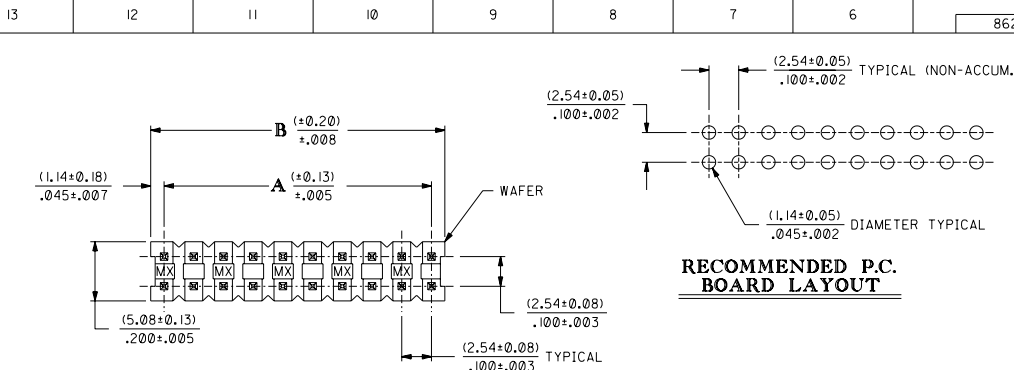 13 12 11 10 9 8 7 6 862
(2.54±0.05) TYPICAL (NON-ACCUM.
.100±.002
(2.54±0.05)
.100±.002
B (±0.20)
±.008
(1.14±0.18)
.045±.007
A (±0.13)
±.005
WAFER
(1.14±0.05) DIAMETER TYPICAL
.045±.002
MX MX MX MX MX
RECOMMENDED P.C.
BOARD LAYOUT
(2.54±0.08)
.100±.003
(5.08±0.13)
.200±.005
(2.54±0.08) TYPICAL
.100±.003